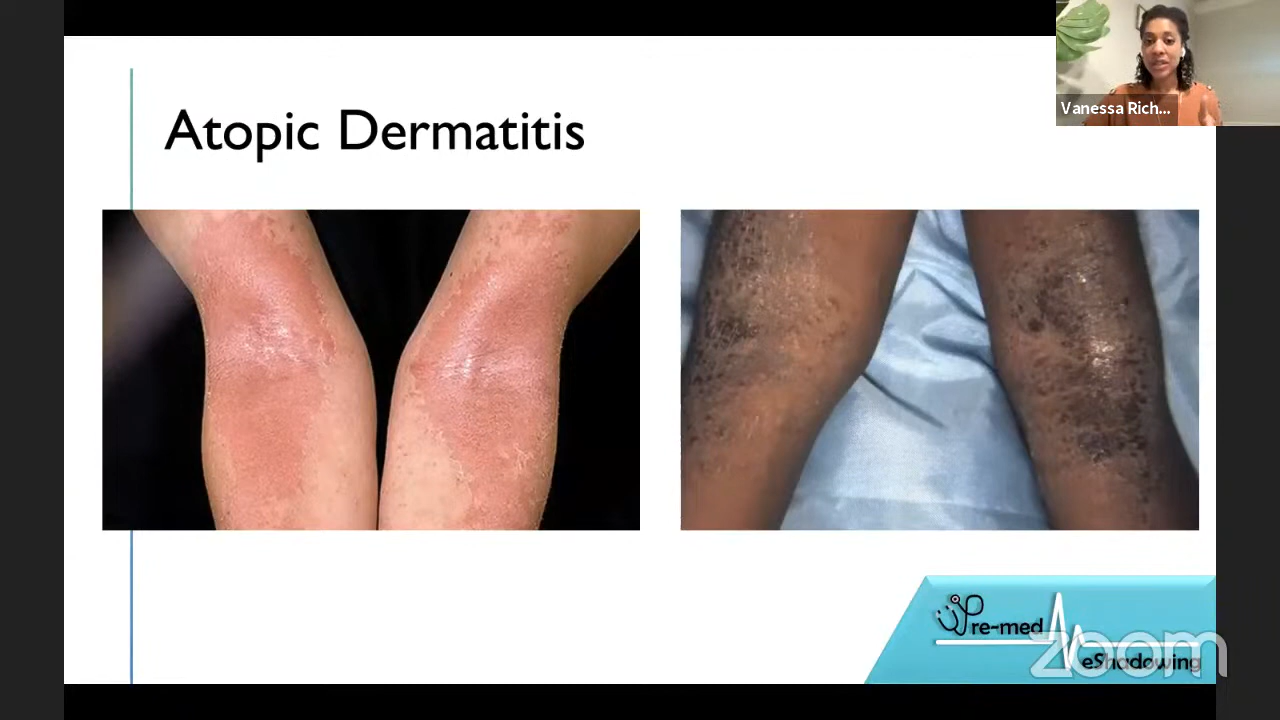 Atopic Dermatitis
Vanessa Rich...
Pre-med
eShadowing
zoom